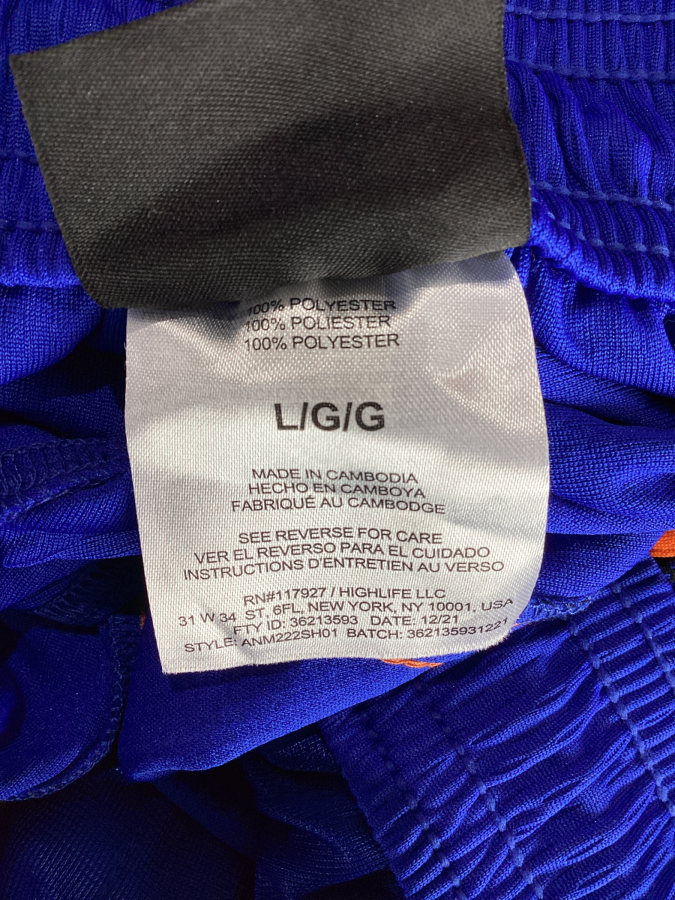 100% POLYESTER
100% POLIESTER
100% POLYESTER
L/G/G
MADE IN CAMBODIA
HECHO EN CAMBOYA
FABRIQUÉ AU CAMBODGE
SEE REVERSE FOR CARE
VER EL REVERSO PARA EL CUIDADO
INSTRUCTIONS D'ENTRETIEN AU VERSO
RN#117927 / HIGHLIFE LLC
31 W 34 ST, 6FL, NEW YORK, NY 10001, USA
FTY ID: 36213593 DATE: 12/21
STYLE: ANM222SH01 BATCH: 362135931221